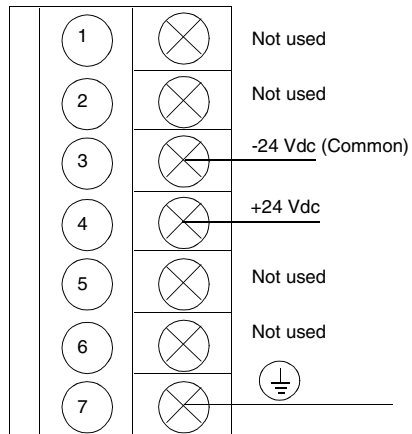 1 Not used
2 Not used
3 -24 Vdc (Common)
4 +24 Vdc
5 Not used
6 Not used
7